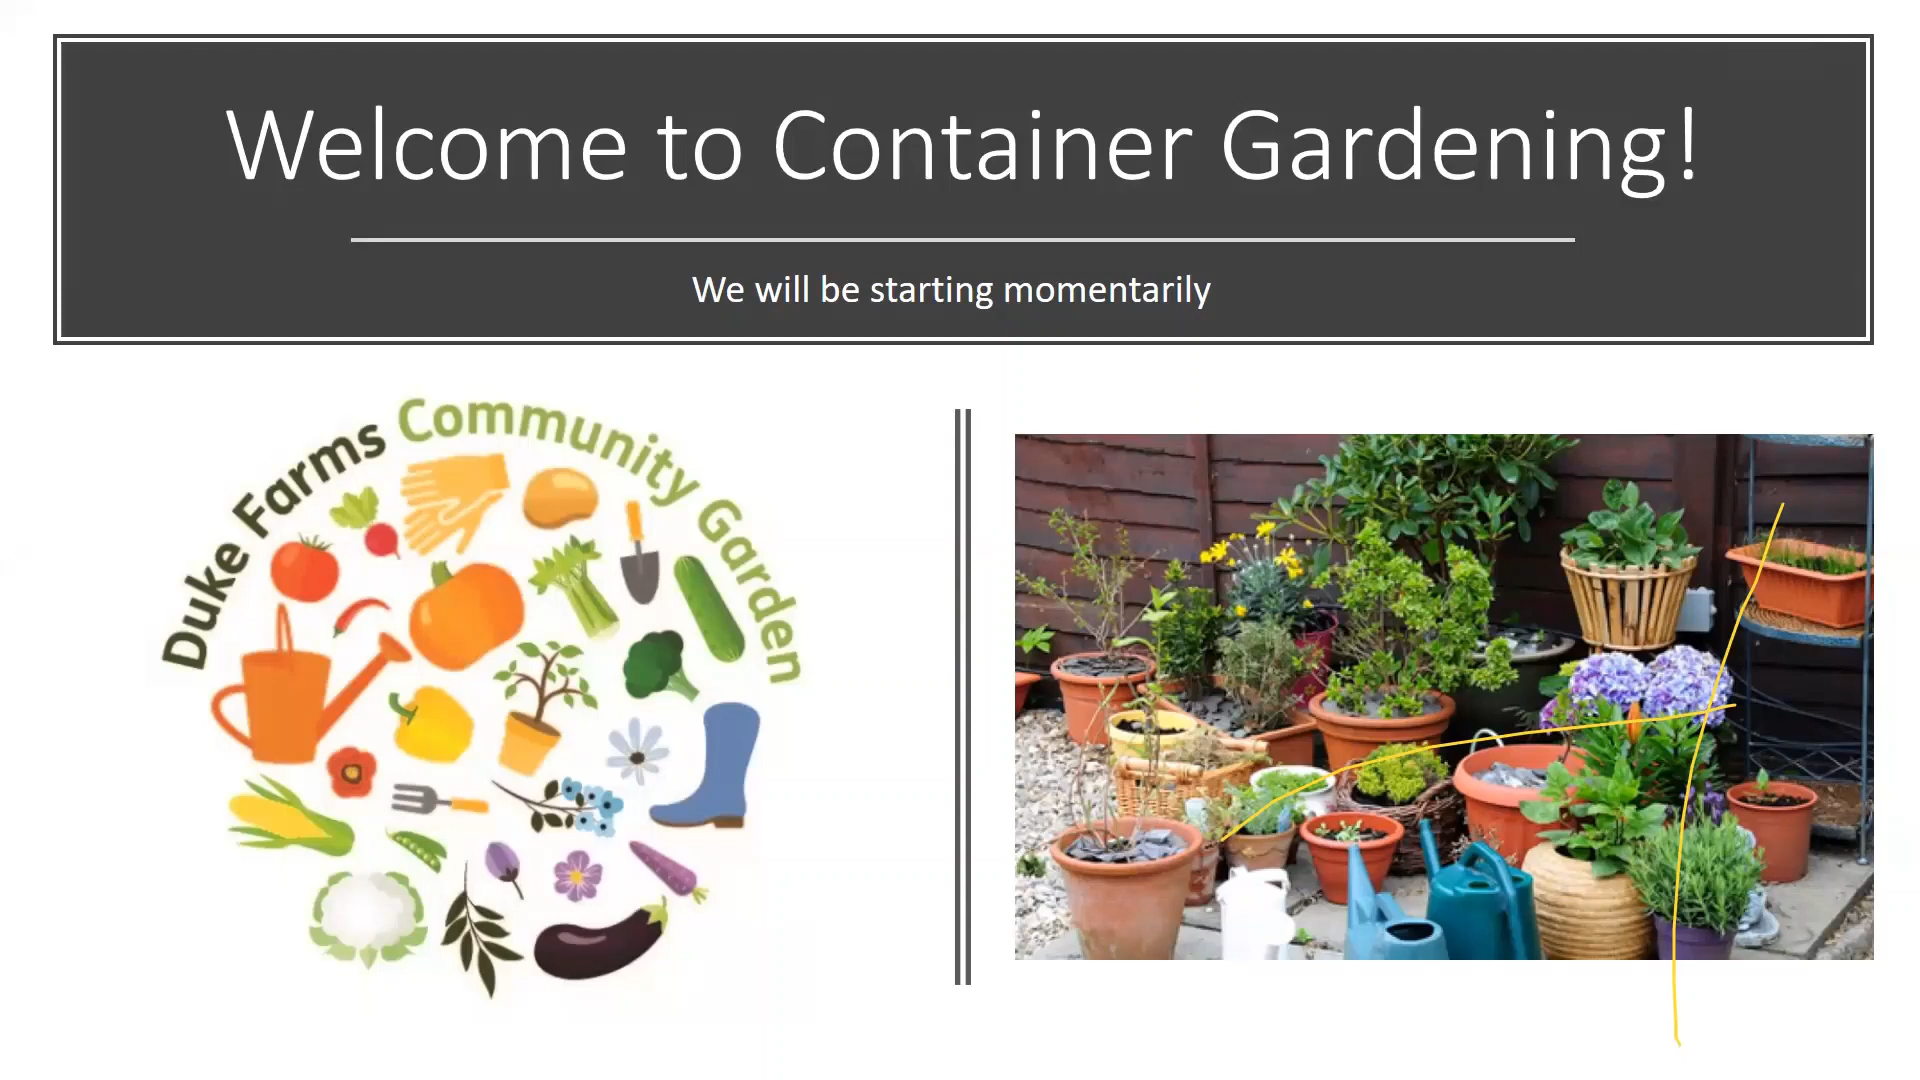 Welcome to Container Gardening!
We will be starting momentarily
Duke Farms Community Garden